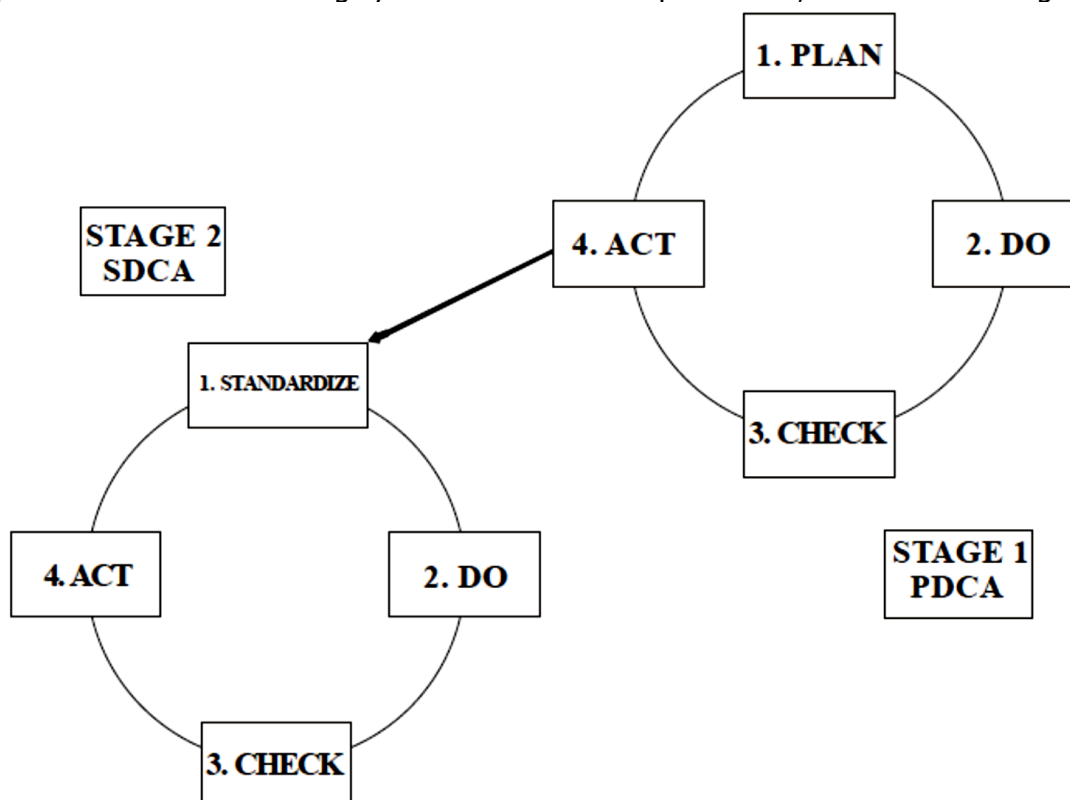 1. PLAN
4. ACT
2. DO
3. CHECK
STAGE 1
PDCA
STAGE 2
SDCA
1. STANDARDIZE
4. ACT
2. DO
3. CHECK